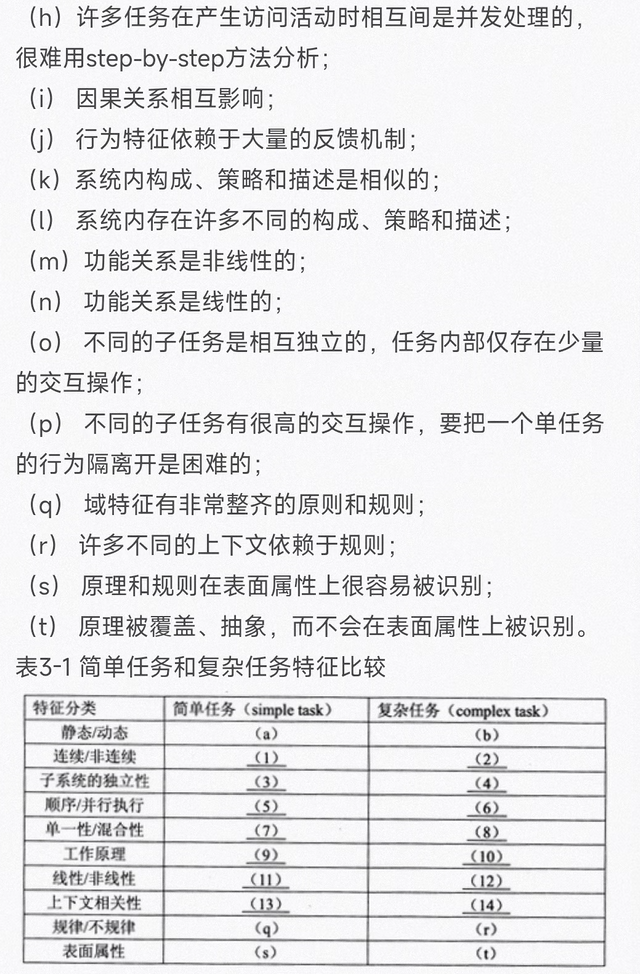 （h）许多任务在产生访问活动时相互间是并发处理的，
很难用step-by-step方法分析；
（i） 因果关系相互影响；
（j） 行为特征依赖于大量的反馈机制；
（k）系统内构成、策略和描述是相似的；
（l） 系统内存在许多不同的构成、策略和描述；
（m）功能关系是非线性的；
（n） 功能关系是线性的；
（o） 不同的子任务是相互独立的，任务内部仅存在少量
的交互操作；
（p） 不同的子任务有很高的交互操作，要把一个单任务
的行为隔离开是困难的；
（q） 域特征有非常整齐的原则和规则；
（r） 许多不同的上下文依赖于规则；
（s） 原理和规则在表面属性上很容易被识别；
（t） 原理被覆盖、抽象，而不会在表面属性上被识别。
表3-1 简单任务和复杂任务特征比较
特征分类 简单任务（simple task） 复杂任务（complex task）
静态/动态 （a） （b）
连续/非连续 （1） （2）
子系统的独立性 （3） （4）
顺序/并行执行 （5） （6）
单一性/混合性 （7） （8）
工作原理 （9） （10）
线性/非线性 （11） （12）
上下文相关性 （13） （14）
规律/不规律 （q） （r）
表面属性 （s） （t）